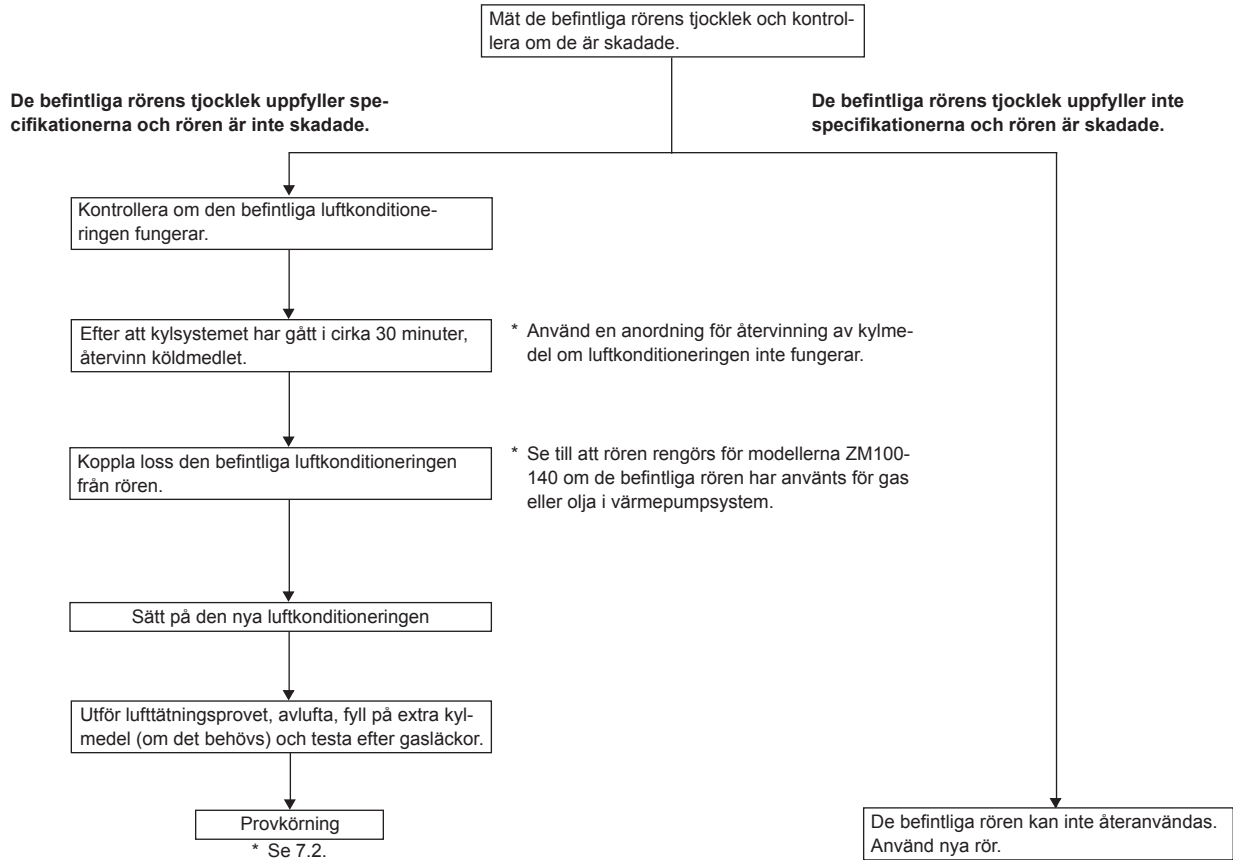 Mät de befintliga rörens tjocklek och kontrol-
lera om de är skadade.
De befintliga rörens tjocklek uppfyller spe-
cifikationerna och rören är inte skadade.
De befintliga rörens tjocklek uppfyller inte
specifikationerna och rören är skadade.
Kontrollera om den befintliga luftkonditione-
ringen fungerar.
Efter att kylsystemet har gått i cirka 30 minuter,
återvinn köldmedlet.
* Använd en anordning för återvinning av kylme-
del om luftkonditioneringen inte fungerar.
Koppla loss den befintliga luftkonditioneringen
från rören.
* Se till att rören rengörs för modellerna ZM100-
140 om de befintliga rören har använts för gas
eller olja i värmepumpsystem.
Sätt på den nya luftkonditioneringen
Utför lufttätningsprovet, avlufta, fyll på extra kyl-
medel (om det behövs) och testa efter gasläckor.
Provkörning
* Se 7.2.
De befintliga rören kan inte återanvändas.
Använd nya rör.